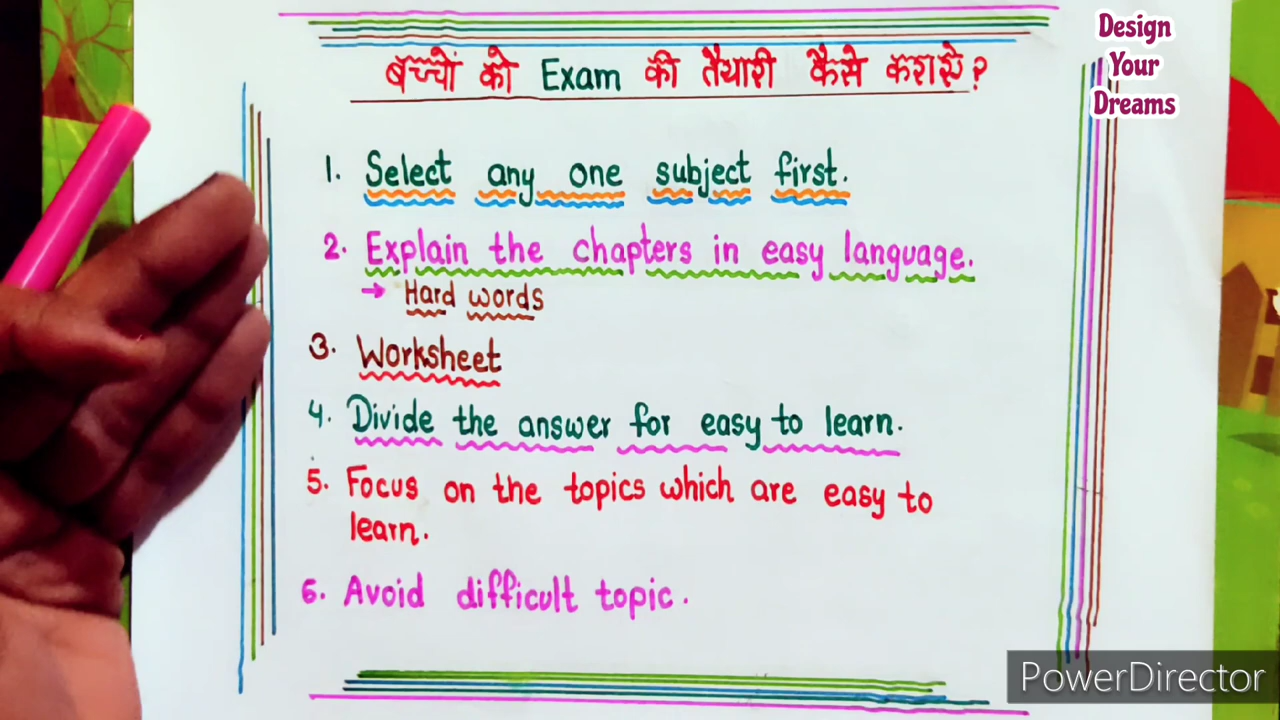 Design
Your
Dreams
बच्चों को Exam की तैयारी कैसे कराऐ?
1. Select any one subject first.
2. Explain the chapters in easy language.
→ Hard words
3. Worksheet
4. Divide the answer for easy to learn.
5. Focus on the topics which are easy to
learn.
6. Avoid difficult topic.
PowerDirector